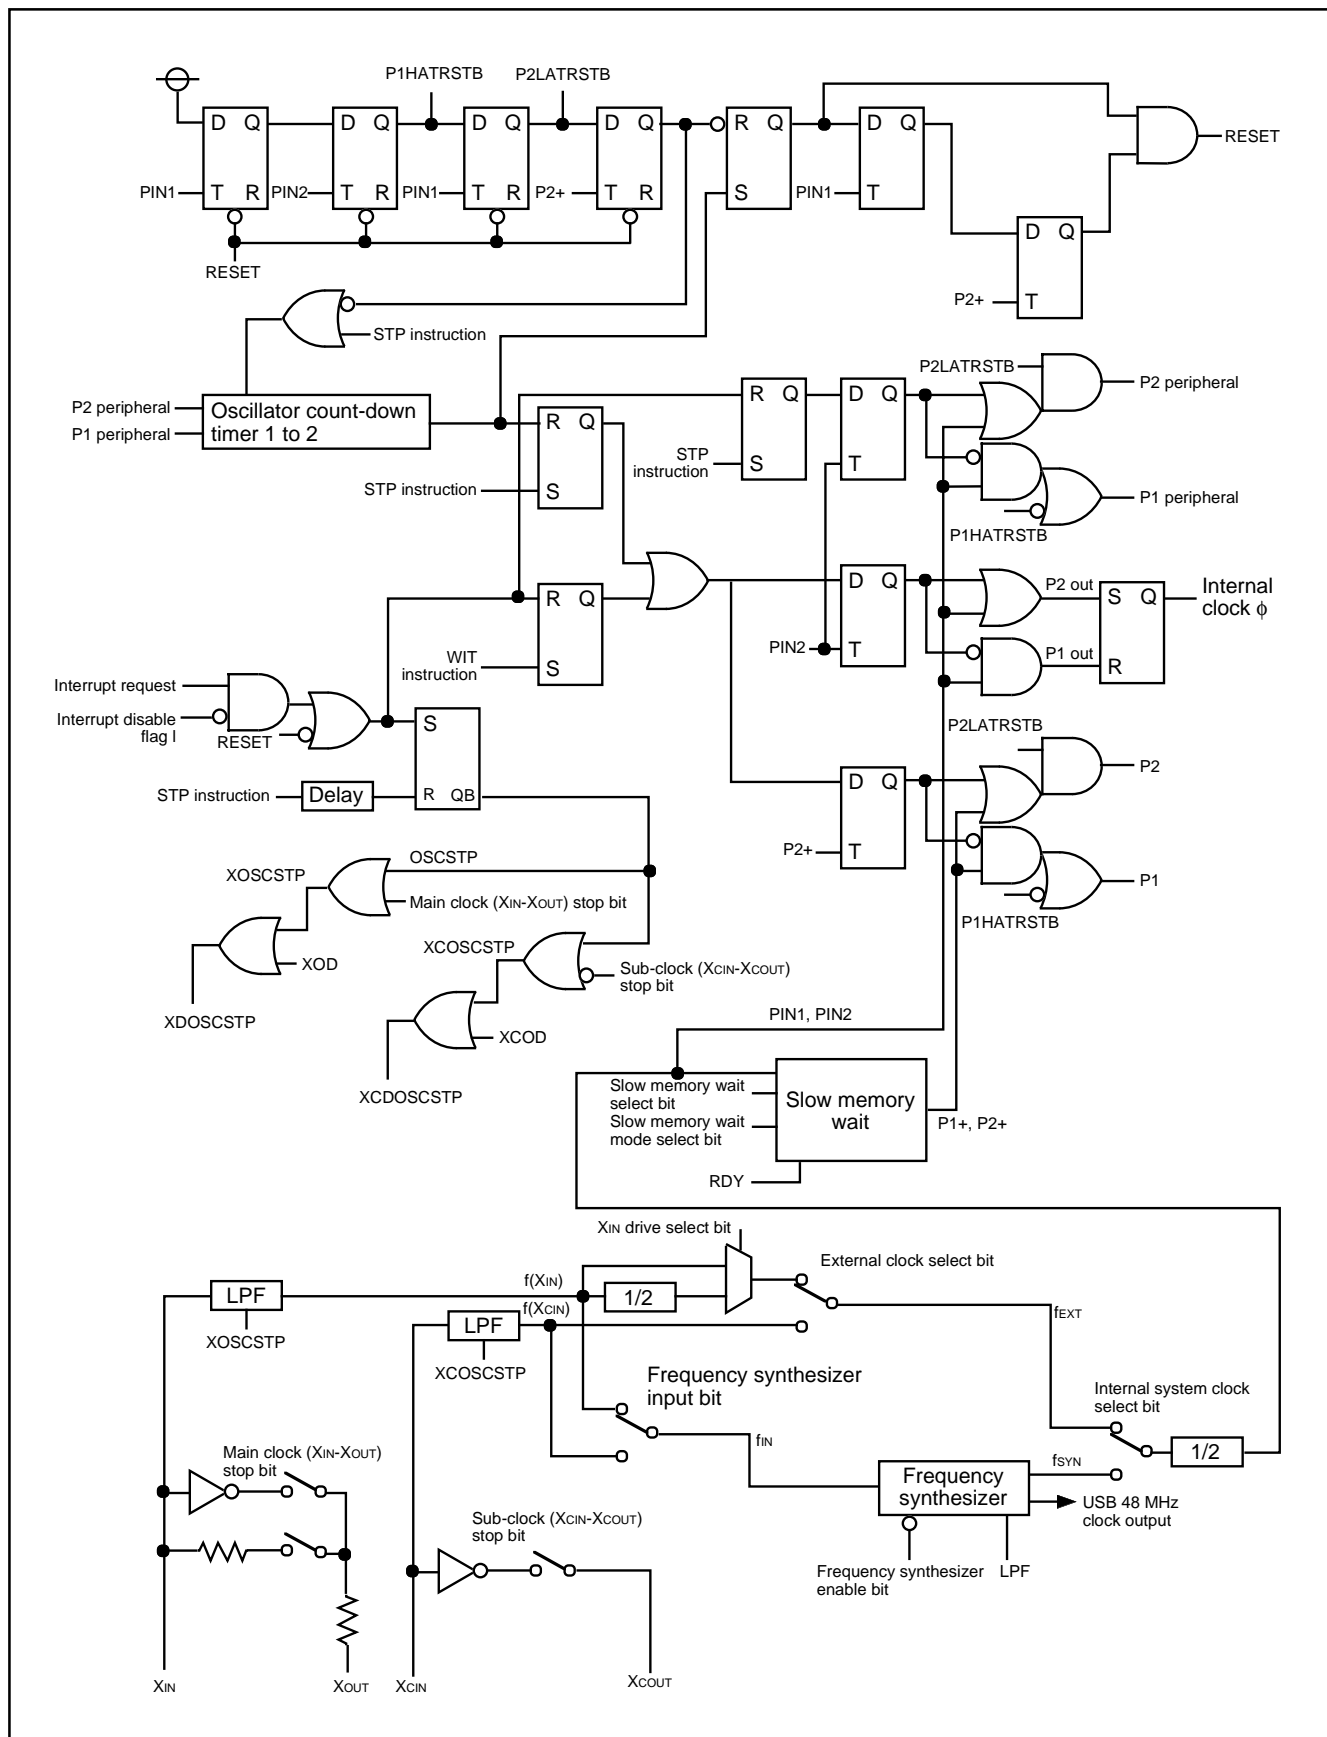 P1HATRSTB P2LATRSTB
D Q D Q D Q D Q R Q D Q
RESET
PIN1 T R PIN2 T R PIN1 T R P2+ T R S PIN1 T
D Q
RESET
P2+ T
STP instruction
P2LATRSTB
P2 peripheral
P2 peripheral
P1 peripheral
Oscillator count-down
timer 1 to 2
R Q
R Q
D Q
STP
instruction
S
T
STP instruction
S
P1 peripheral
P1HATRSTB
D Q
P2 out
S Q
Internal
clock ϕ
R Q
PIN2
T
P1 out
R
WIT
instruction
S
Interrupt request
Interrupt disable
flag I
RESET
S
P2LATRSTB
P2
STP instruction
Delay
R QB
D Q
P2+
T
OSCSTP
XOSCSTP
Main clock (XIN-XOUT) stop bit
P1
P1HATRSTB
XCOSCSTP
XOD
Sub-clock (XCIN-XCOUT)
stop bit
XDOSCSTP
PIN1, PIN2
XCOD
XCDOSCSTP
Slow memory wait
select bit
Slow memory wait
mode select bit
Slow memory
wait
P1+, P2+
RDY
XIN drive select bit
External clock select bit
LPF
f(XIN)
1/2
f(XCIN)
fEXT
XOSCSTP
LPF
XCOSCSTP
Frequency synthesizer
input bit
Internal system clock
select bit
fIN
1/2
Main clock (XIN-XOUT)
stop bit
Frequency
synthesizer
fSYN
USB 48 MHz
clock output
Sub-clock (XCIN-XCOUT)
stop bit
Frequency synthesizer
enable bit
LPF
XIN XOUT XCIN XCOUT